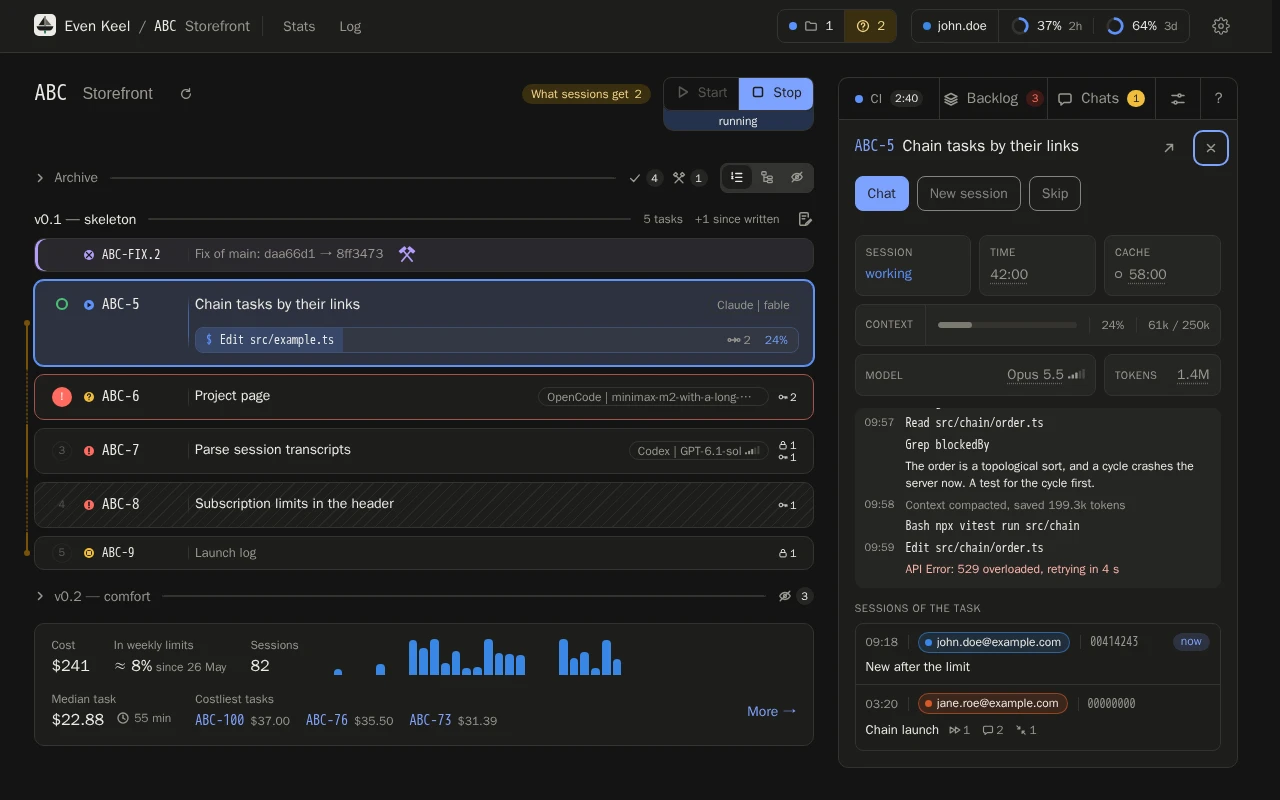 Even Keel / ABC Storefront Stats Log
1 ? 2 john.doe 37% 2h 64% 3d
ABC Storefront
What sessions get 2
Start Stop
running
Archive 4 1
v0.1 — skeleton 5 tasks +1 since written
ABC-FIX.2 Fix of main: daa66d1 → 8ff3473
ABC-5 Chain tasks by their links Claude | fable
$ Edit src/example.ts 2 24%
! ? ABC-6 Project page OpenCode | minimax-m2-with-a-long-··· 2
3 ! ABC-7 Parse session transcripts Codex | GPT-6.1-sol 1
1
4 ! ABC-8 Subscription limits in the header 1
5 ABC-9 Launch log 1
v0.2 — comfort 3
Cost In weekly limits Sessions
$241 ≈ 8% since 26 May 82
Median task Costliest tasks
$22.88 55 min ABC-100 $37.00 ABC-76 $35.50 ABC-73 $31.39
More →
CI 2:40 Backlog 3 Chats 1 ?
ABC-5 Chain tasks by their links
Chat New session Skip
SESSION TIME CACHE
working 42:00 58:00
CONTEXT 24% 61k / 250k
MODEL Opus 5.5 TOKENS 1.4M
09:57 Read src/chain/order.ts
Grep blockedBy
The order is a topological sort, and a cycle crashes the
server now. A test for the cycle first.
09:58 Context compacted, saved 199.3k tokens
Bash npx vitest run src/chain
09:59 Edit src/chain/order.ts
API Error: 529 overloaded, retrying in 4 s
SESSIONS OF THE TASK
09:18 john.doe@example.com 00414243 now
New after the limit
03:20 jane.roe@example.com 00000000
Chain launch 1 2 1